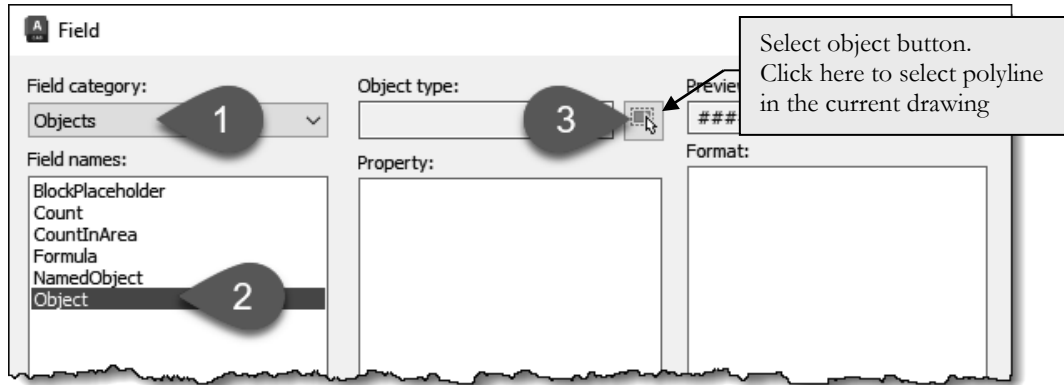 A
CAD
Field
Select object button.
Click here to select polyline
in the current drawing
Field category:
Objects
1
Object type:
3
###
Field names:
BlockPlaceholder
Count
CountInArea
Formula
NamedObject
Object
2
Property:
Format: